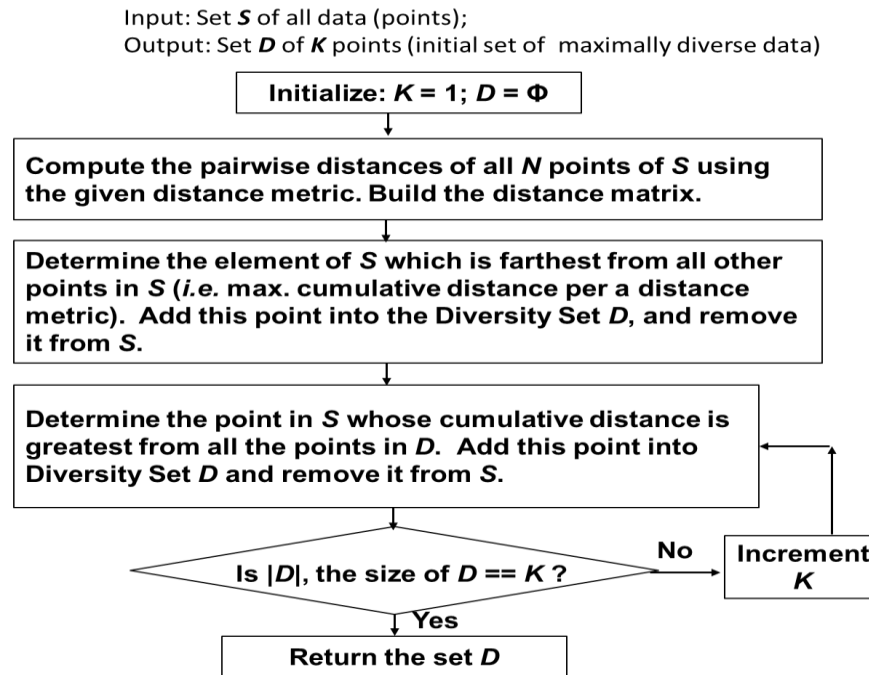 Input: Set S of all data (points);
Output: Set D of K points (initial set of maximally diverse data)
Initialize: K = 1; D = Φ
Compute the pairwise distances of all N points of S using
the given distance metric. Build the distance matrix.
Determine the element of S which is farthest from all other
points in S (i.e. max. cumulative distance per a distance
metric). Add this point into the Diversity Set D, and remove
it from S.
Determine the point in S whose cumulative distance is
greatest from all the points in D. Add this point into
Diversity Set D and remove it from S.
Is |D|, the size of D == K ?
No
Increment
K
Yes
Return the set D